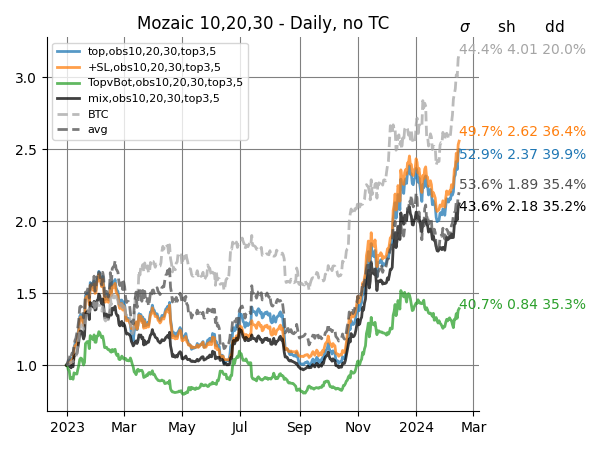 Mozaic 10,20,30 - Daily, no TC
σ sh dd
top,obs10,20,30,top3,5
+SL,obs10,20,30,top3,5
TopvBot,obs10,20,30,top3,5
mix,obs10,20,30,top3,5
BTC
avg
44.4% 4.01 20.0%
49.7% 2.62 36.4%
52.9% 2.37 39.9%
53.6% 1.89 35.4%
43.6% 2.18 35.2%
40.7% 0.84 35.3%
3.0
2.5
2.0
1.5
1.0
2023 Mar May Jul Sep Nov 2024 Mar